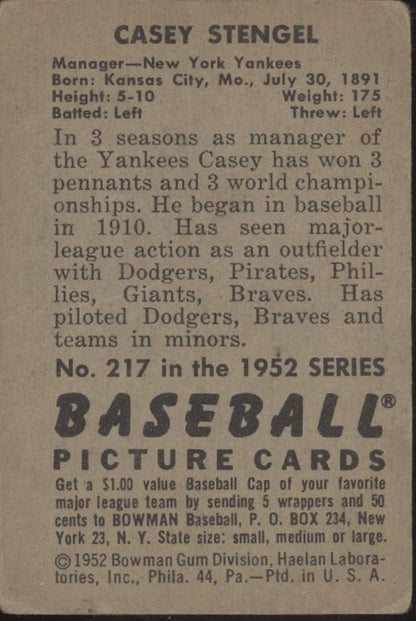 CASEY STENGEL
Manager—New York Yankees
Born: Kansas City, Mo., July 30, 1891
Height: 5-10 Weight: 175
Batted: Left Threw: Left
In 3 seasons as manager of
the Yankees Casey has won 3
pennants and 3 world champi-
onships. He began in baseball
in 1910. Has seen major-
league action as an outfielder
with Dodgers, Pirates, Phil-
lies, Giants, Braves. Has
piloted Dodgers, Braves and
teams in minors.
No. 217 in the 1952 SERIES
BASEBALL®
PICTURE CARDS
Get a $1.00 value Baseball Cap of your favorite
major league team by sending 5 wrappers and 50
cents to BOWMAN Baseball, P. O. BOX 234, New
York 23, N. Y. State size: small, medium or large.
© 1952 Bowman Gum Division, Haelan Labora-
tories, Inc., Phila. 44, Pa.—Ptd. in U. S. A.